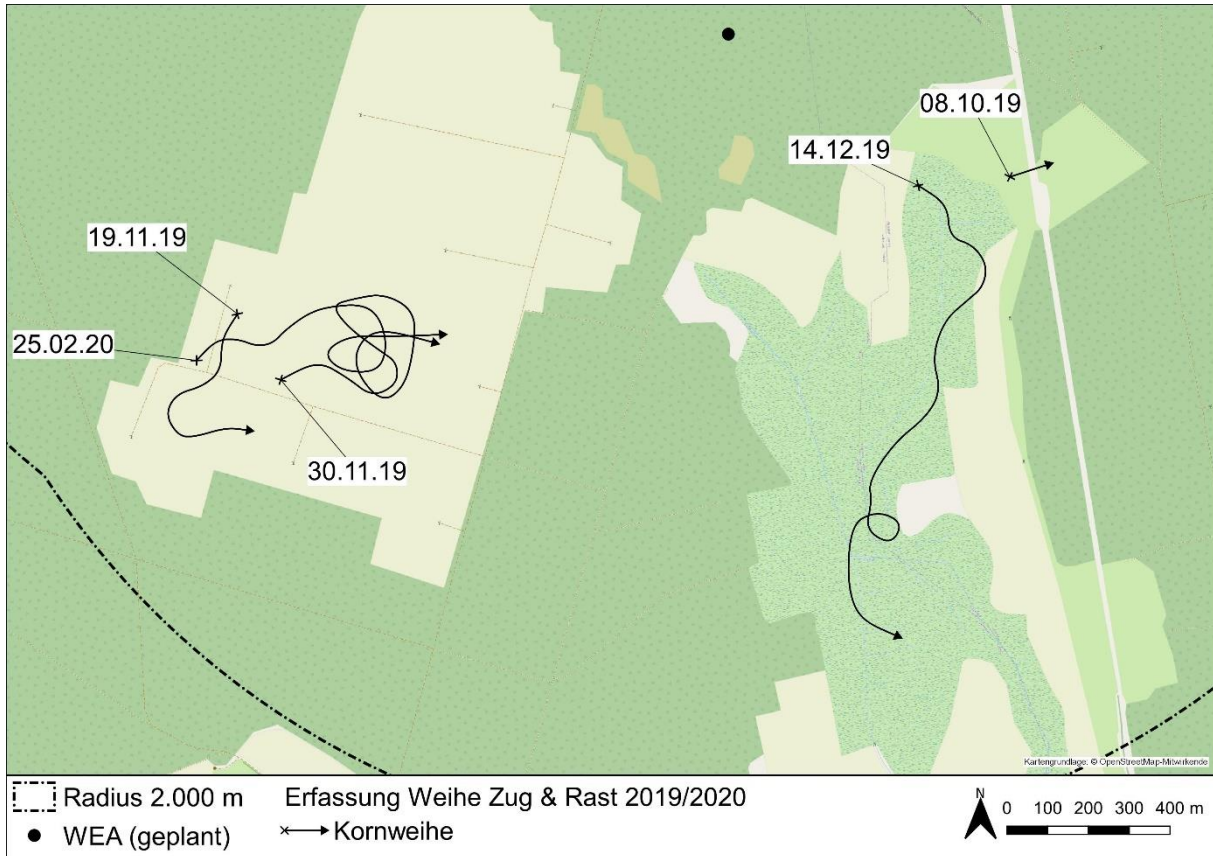 08.10.19
14.12.19
19.11.19
25.02.20
30.11.19
Kartengrundlage: © OpenStreetMap-Mitwirkende
Radius 2.000 m
Erfassung Weihe Zug & Rast 2019/2020
WEA (geplant)
Kornweihe
N
0 100 200 300 400 m